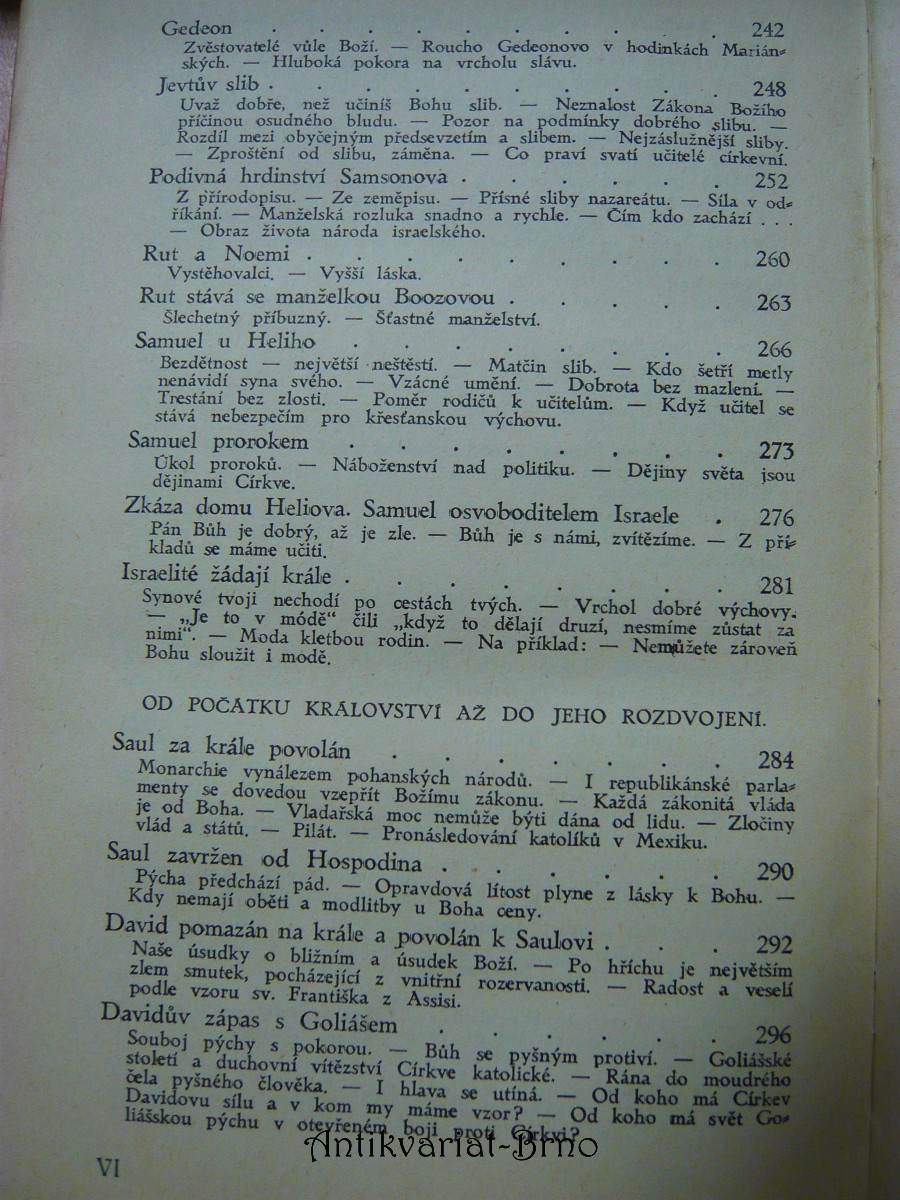 Gedeon . . . . . . . . . 242
Zvěstovatelé vůle Boží. — Roucho Gedeonovo v hodinkách Marián-
ských. — Hluboká pokora na vrcholu slávu.
Jevtův slib . . . . . . . . . 248
Uvaž dobře, než učiníš Bohu slib. — Neznalost Zákona Božího
příčinou osudného bludu. — Pozor na podmínky dobrého slibu. —
Rozdíl mezi obyčejným předsevzetím a slibem. — Nejzáslužnější sliby.
— Zproštění od slibu, záměna. — Co praví svatí učitelé církevní.
Podivná hrdinství Samsonova . . . . . . 252
Z přírodopisu. — Ze zeměpisu. — Přísné sliby nazareátu. — Síla v od-
říkání. — Manželská rozluka snadno a rychle. — Čím kdo zachází . . .
— Obraz života národa israelského.
Rut a Noemi . . . . . . . . 260
Vystěhovalci. — Vyšší láska.
Rut stává se manželkou Boozovou . . . . . 263
Šlechetný příbuzný. — Šťastné manželství.
Samuel u Heliho . . . . . . . . 266
Bezdětnost — největší neštěstí. — Matčin slib. — Kdo šetří metly
nenávidí syna svého. — Vzácné umění. — Dobrota bez mazlení. —
Trestání bez zlosti. — Poměr rodičů k učitelům. — Když učitel se
stává nebezpečím pro křesťanskou výchovu.
Samuel prorokem . . . . . . . . 273
Úkol proroků. — Náboženství nad politiku. — Dějiny světa jsou
dějinami Církve.
Zkáza domu Heliova. Samuel osvoboditelem Israele . 276
Pán Bůh je dobrý, až je zle. — Bůh je s námi, zvítězíme. — Z pří-
kladů se máme učiti.
Israelité žádají krále . . . . . . . . 281
Synové tvoji nechodí po cestách tvých. — Vrchol dobré výchovy.
— „Je to v módě“ čili „když to dělají druzí, nesmíme zůstat za
nimi“. — Moda kletbou rodin. — Na příklad: — Nemůžete zároveň
Bohu sloužit i modě.
OD POČATKU KRÁLOVSTVÍ AŽ DO JEHO ROZDVOJENÍ.
Saul za krále povolán . . . . . . . 284
Monarchie vynálezem pohanských národů. — I republikánské parla-
menty se dovedou vzepřít Božímu zákonu. — Každá zákonitá vláda
je od Boha. — Vladařská moc nemůže býti dána od lidu. — Zločiny
vlád a států. — Pilát. — Pronásledování katolíků v Mexiku.
Saul zavržen od Hospodina . . . . . . 290
Pýcha předchází pád. — Opravdová lítost plyne z lásky k Bohu. —
Kdy nemají oběti a modlitby u Boha ceny.
David pomazán na krále a povolán k Saulovi . . . 292
Naše úsudky o bližním a úsudek Boží. — Po hříchu je největším
zlem smutek, pocházející z vnitřní rozervanosti. — Radost a veselí
podle vzoru sv. Františka z Assisi.
Davidův zápas s Goliášem . . . . . . 296
Souboj pýchy s pokorou. — Bůh se pyšným protiví. — Goliášské
století a duchovní vítězství Církve katolické. — Rána do moudrého
čela pyšného člověka. — I hlava se utíná. — Od koho má Církev
Davidovu sílu a v kom my máme vzor? — Od koho má svět Go-
liášskou pýchu v otevřeném boji proti Církvi?
Antikvariat-Brno
VI